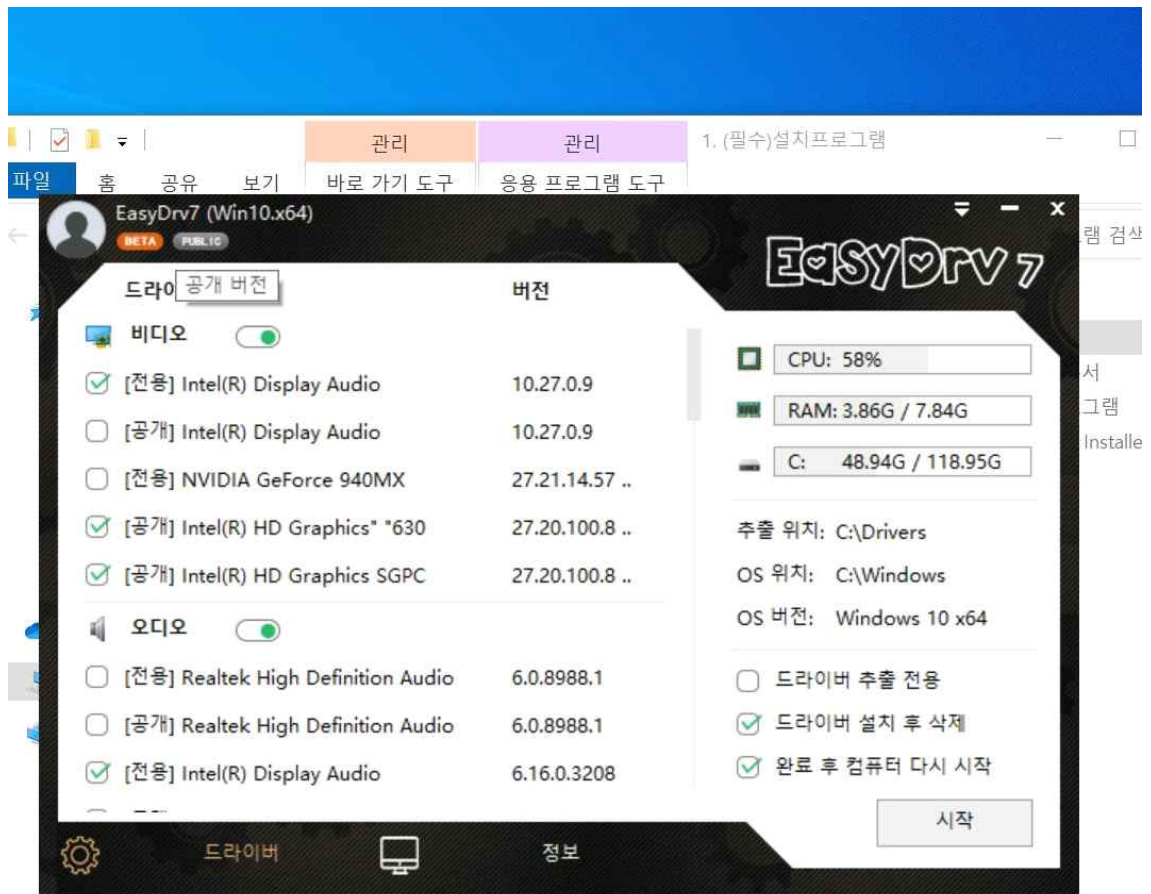 관리 관리 1. (필수)설치프로그램
파일 홈 공유 보기 바로 가기 도구 응용 프로그램 도구
EasyDrv7 (Win10.x64)
BETA PUBLIC
EasyDrv 7
램 검색
드라이 공개 버전 버전
비디오
[전용] Intel(R) Display Audio 10.27.0.9
[공개] Intel(R) Display Audio 10.27.0.9
[전용] NVIDIA GeForce 940MX 27.21.14.57 ..
[공개] Intel(R) HD Graphics" "630 27.20.100.8 ..
[공개] Intel(R) HD Graphics SGPC 27.20.100.8 ..
오디오
[전용] Realtek High Definition Audio 6.0.8988.1
[공개] Realtek High Definition Audio 6.0.8988.1
[전용] Intel(R) Display Audio 6.16.0.3208
CPU: 58%
RAM: 3.86G / 7.84G
C: 48.94G / 118.95G
추출 위치: C:\Drivers
OS 위치: C:\Windows
OS 버전: Windows 10 x64
드라이버 추출 전용
드라이버 설치 후 삭제
완료 후 컴퓨터 다시 시작
시작
드라이버 정보
서
그램
Installe